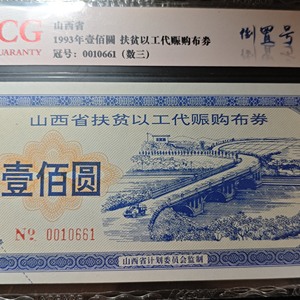 CG
GUARANTY
山西省
1993年壹佰圆 扶贫以工代赈购布券
冠号：0010661（数三）
倒置号
山西省扶贫以工代赈购布券
壹佰圆
№ 0010661
山西省计划委员会监制